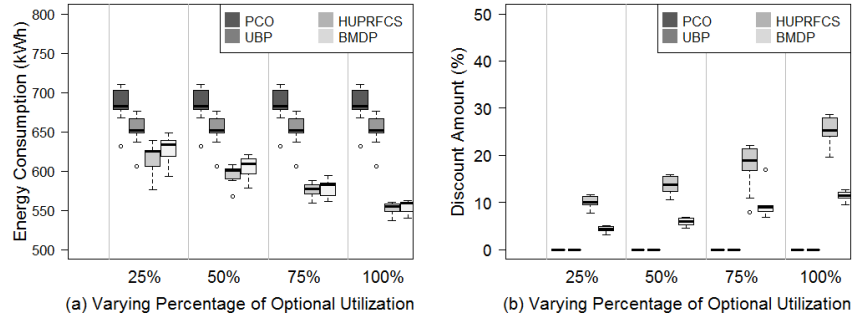 PCO HUPRFCS
UBP BMDP
Energy Consumption (kWh)
800
750
700
650
600
550
500
25% 50% 75% 100%
(a) Varying Percentage of Optional Utilization
PCO HUPRFCS
UBP BMDP
Discount Amount (%)
50
40
30
20
10
0
25% 50% 75% 100%
(b) Varying Percentage of Optional Utilization